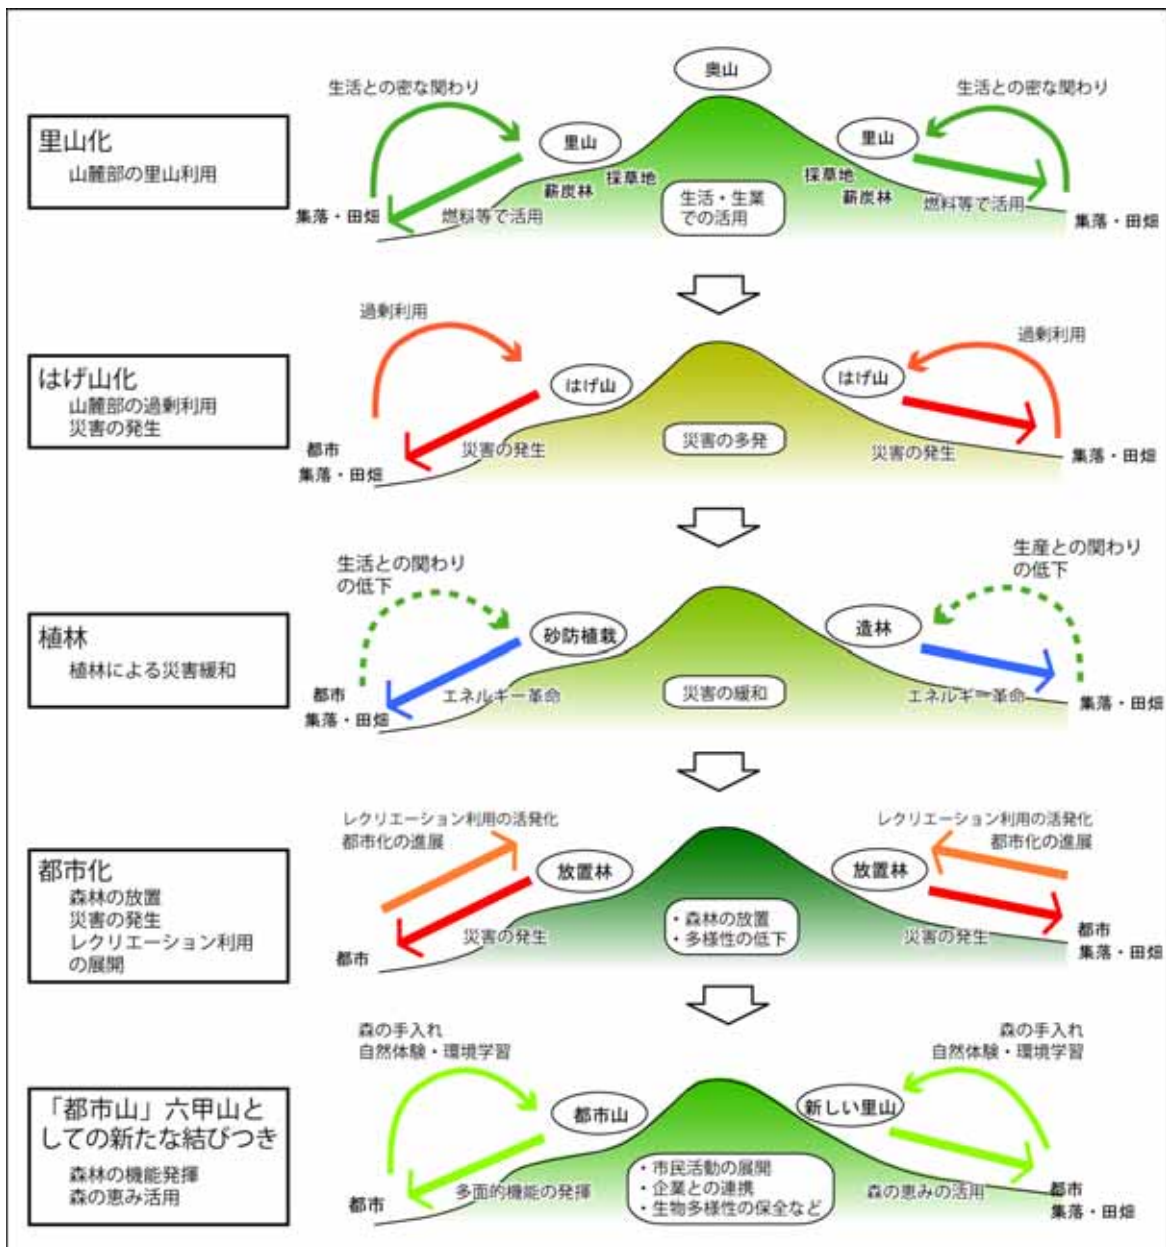 奥山
生活との密な関わり
生活との密な関わり
里山化
山麓部の里山利用
里山
里山
薪炭林
採草地
採草地
薪炭林
集落・田畑
燃料等で活用
生活・生業
での活用
燃料等で活用
集落・田畑
過剰利用
過剰利用
はげ山化
山麓部の過剰利用
災害の発生
はげ山
はげ山
都市
集落・田畑
災害の発生
災害の多発
災害の発生
集落・田畑
生活との関わり
の低下
生産との関わり
の低下
植林
植林による災害緩和
砂防植栽
造林
都市
集落・田畑
エネルギー革命
災害の緩和
エネルギー革命
集落・田畑
レクリエーション利用の活発化
都市化の進展
レクリエーション利用の活発化
都市化の進展
都市化
森林の放置
災害の発生
レクリエーション利用
の展開
放置林
放置林
都市
災害の発生
・森林の放置
・多様性の低下
災害の発生
都市
集落・田畑
森の手入れ
自然体験・環境学習
森の手入れ
自然体験・環境学習
「都市山」六甲山と
しての新たな結びつき
森林の機能発揮
森の恵み活用
都市山
新しい里山
都市
多面的機能の発揮
・市民活動の展開
・企業との連携
・生物多様性の保全など
森の恵みの活用
都市
集落・田畑